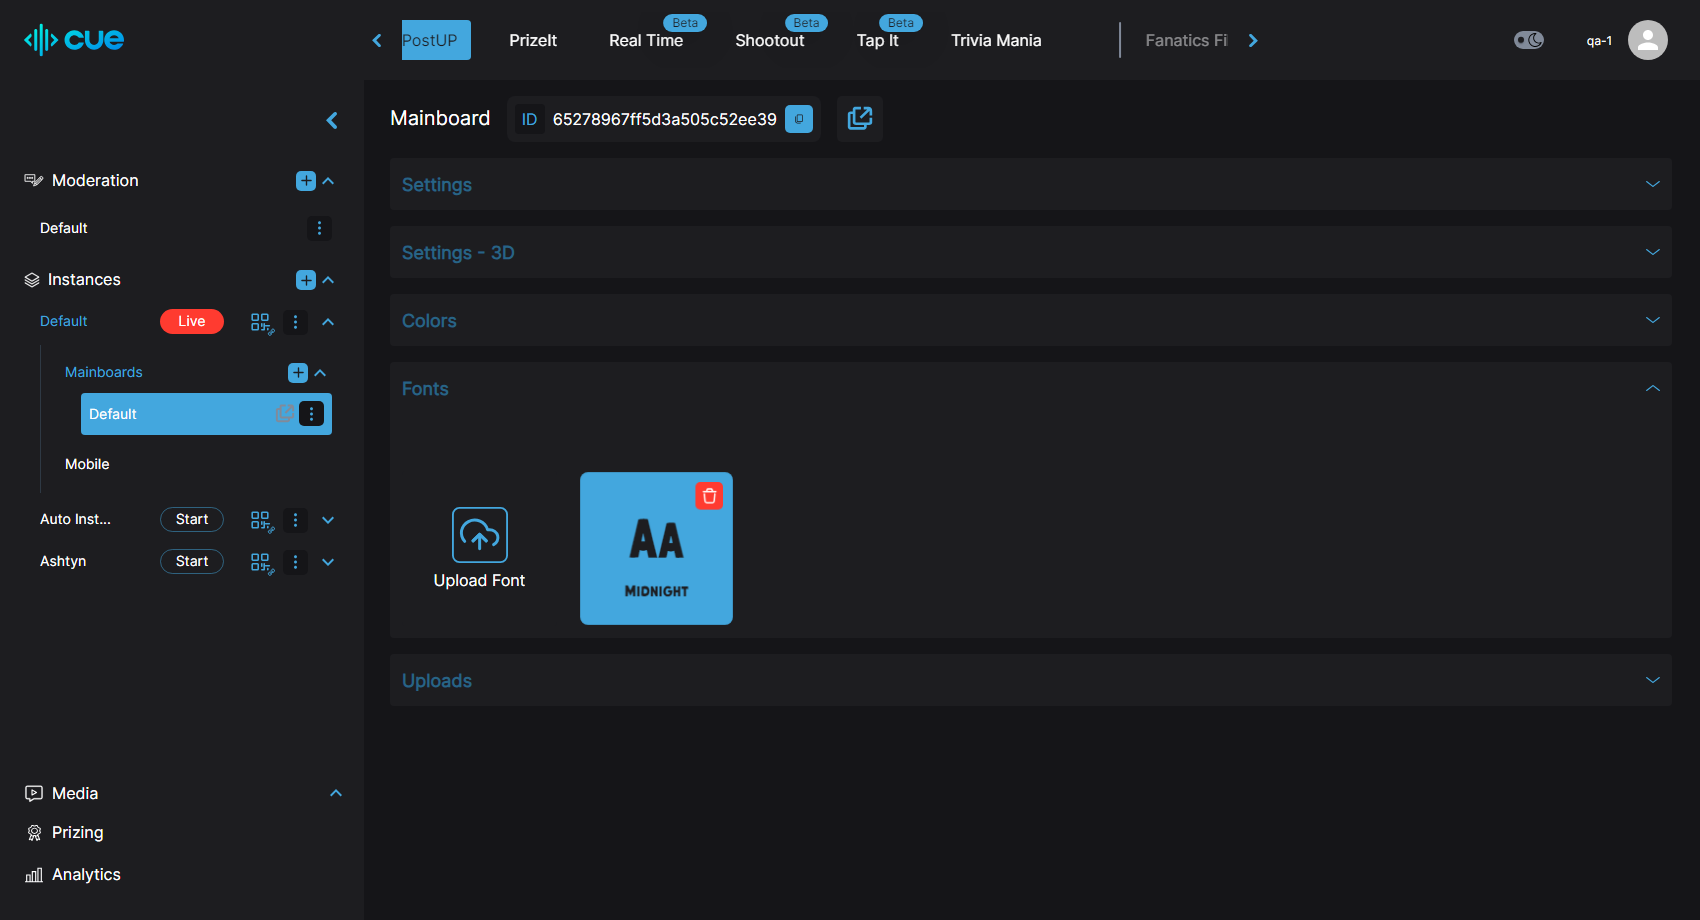 cue
PostUP
PrizeIt
Real Time
Beta
Shootout
Beta
Tap It
Beta
Trivia Mania
Fanatics Fi
qa-1
Moderation
Default
Instances
Default
Live
Mainboards
Default
Mobile
Auto Inst...
Start
Ashtyn
Start
Media
Prizing
Analytics
Mainboard
ID 65278967ff5d3a505c52ee39
Settings
Settings - 3D
Colors
Fonts
Upload Font
AA
MIDNIGHT
Uploads